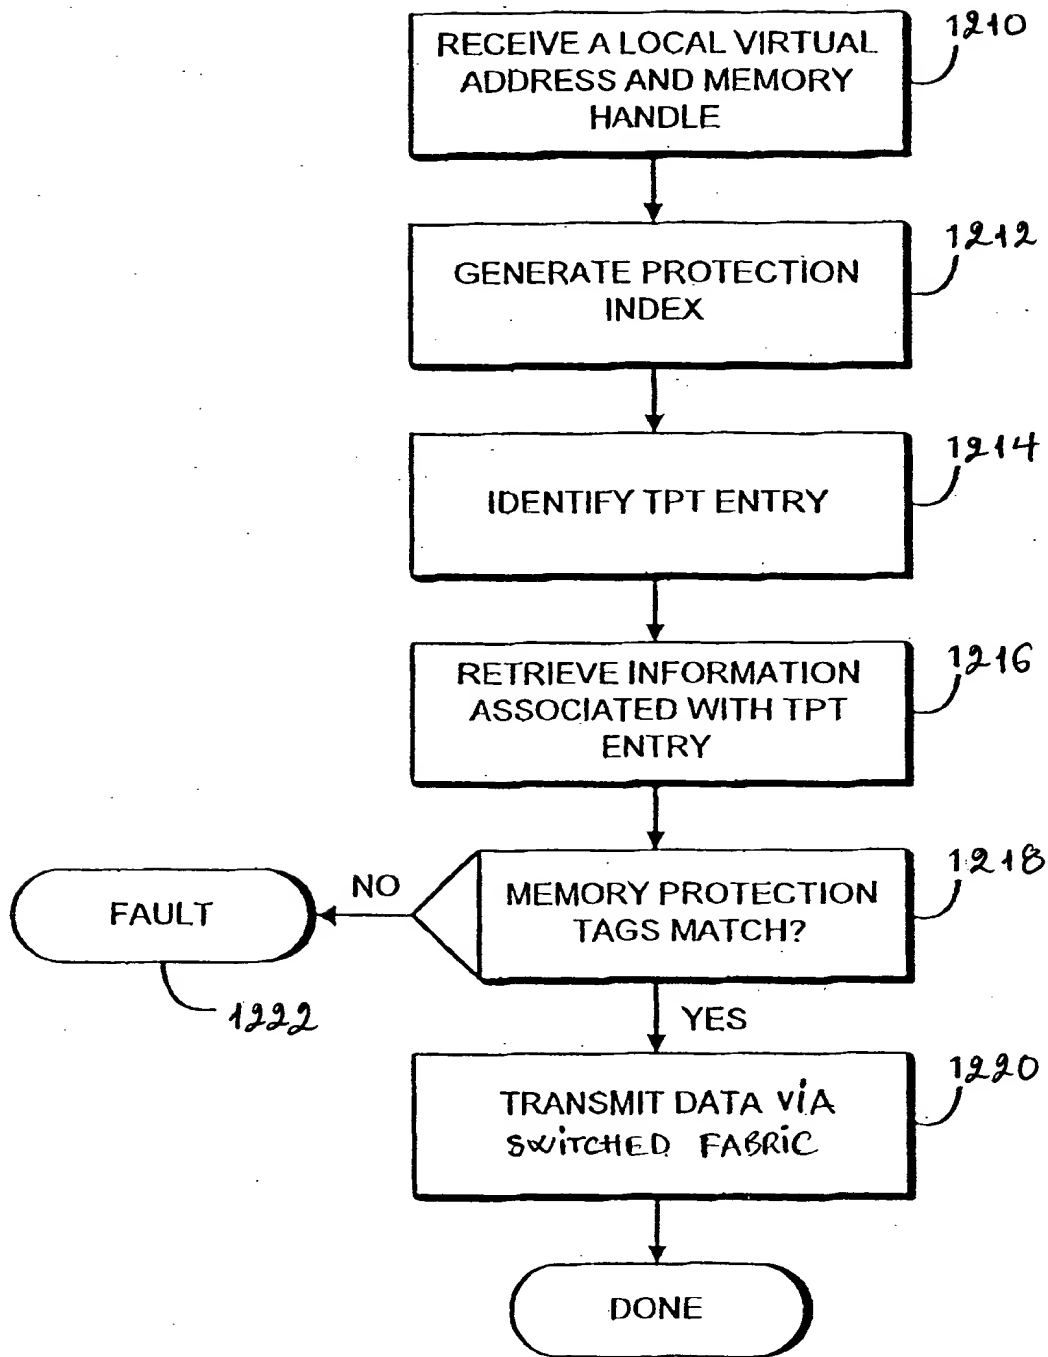 1210
RECEIVE A LOCAL VIRTUAL
ADDRESS AND MEMORY
HANDLE
1212
GENERATE PROTECTION
INDEX
1214
IDENTIFY TPT ENTRY
1216
RETRIEVE INFORMATION
ASSOCIATED WITH TPT
ENTRY
1218
MEMORY PROTECTION
TAGS MATCH?
NO
FAULT
1222
YES
1220
TRANSMIT DATA ViA
SWiTCHED FABRiC
DONE